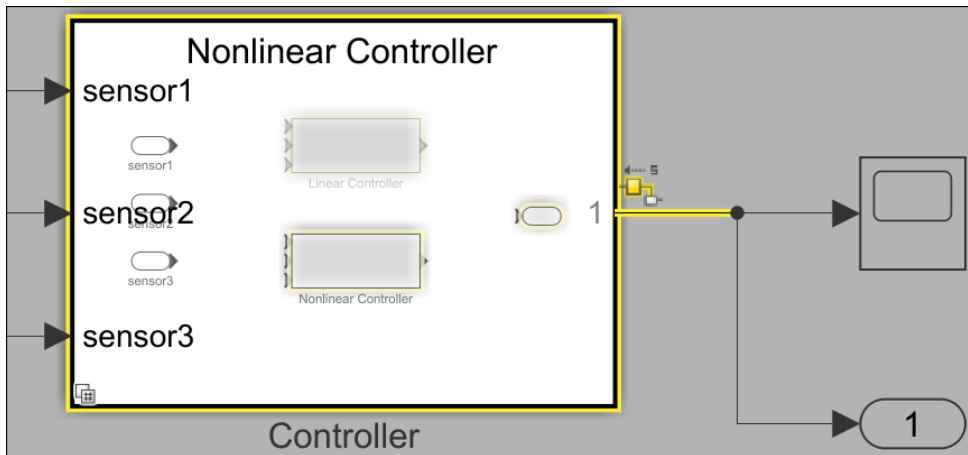 Nonlinear Controller
sensor1
sensor1
Linear Controller
sensor2
sensor2
1
sensor3
Nonlinear Controller
sensor3
1
Controller